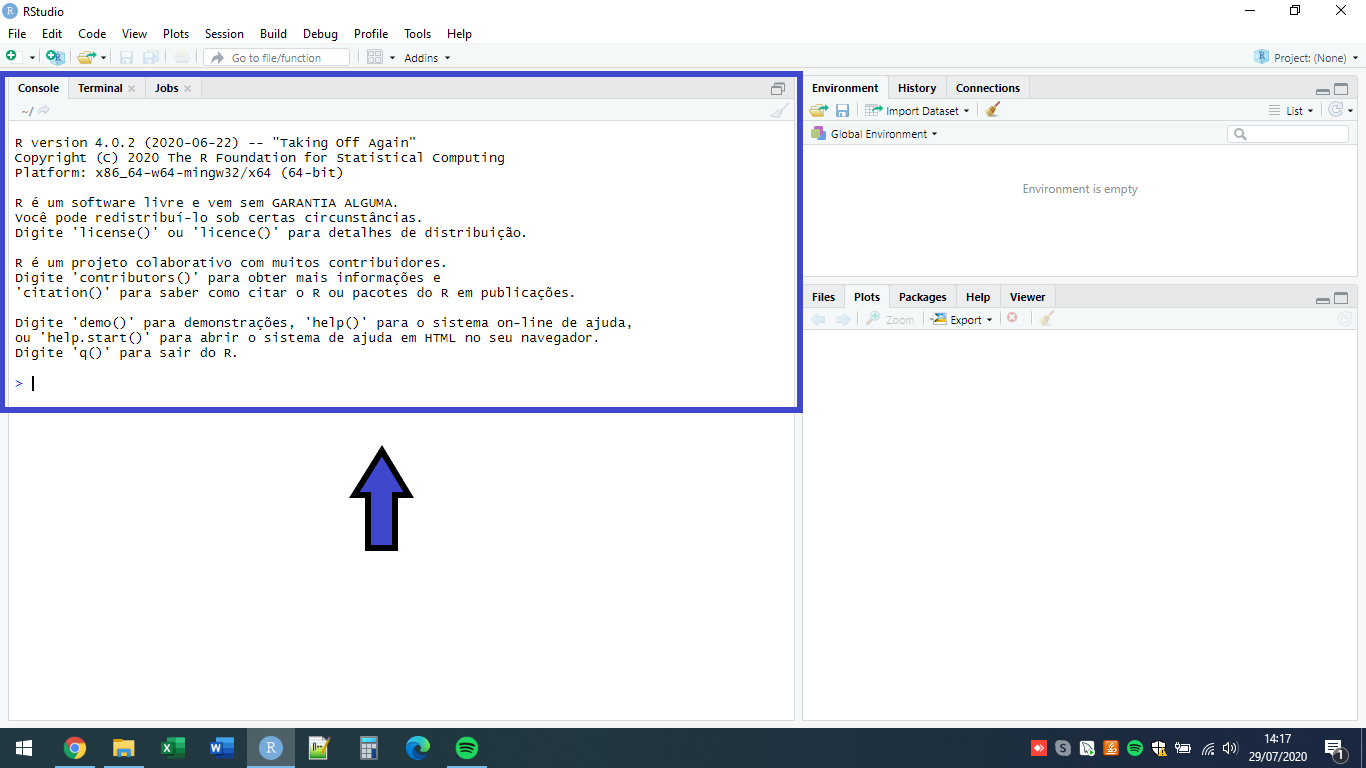 RStudio
File Edit Code View Plots Session Build Debug Profile Tools Help
Go to file/function Addins Project: (None)
Console Terminal Jobs
~/
R version 4.0.2 (2020-06-22) -- "Taking Off Again"
Copyright (C) 2020 The R Foundation for Statistical Computing
Platform: x86_64-w64-mingw32/x64 (64-bit)
R é um software livre e vem sem GARANTIA ALGUMA.
Você pode redistribuí-lo sob certas circunstâncias.
Digite 'license()' ou 'licence()' para detalhes de distribuição.
R é um projeto colaborativo com muitos contribuidores.
Digite 'contributors()' para obter mais informações e
'citation()' para saber como citar o R ou pacotes do R em publicações.
Digite 'demo()' para demonstrações, 'help()' para o sistema on-line de ajuda,
ou 'help.start()' para abrir o sistema de ajuda em HTML no seu navegador.
Digite 'q()' para sair do R.
>
Environment History Connections
Import Dataset List
Global Environment
Environment is empty
Files Plots Packages Help Viewer
Zoom Export
14:17
29/07/2020
1